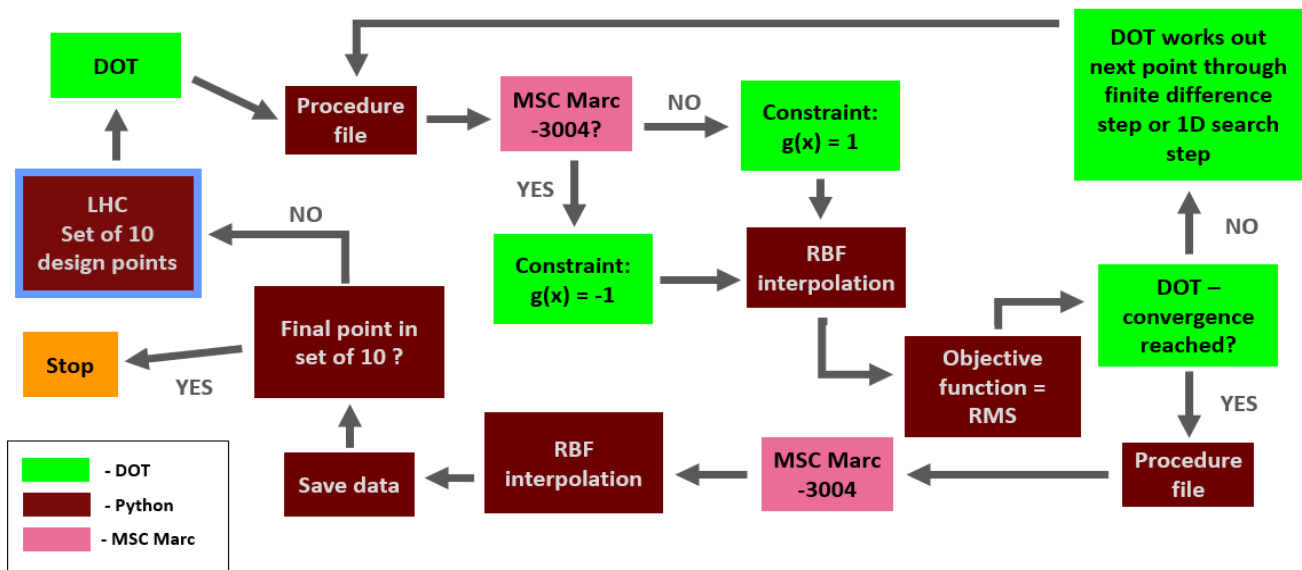 DOT
Procedure
file
MSC Marc
-3004?
NO
Constraint:
g(x) = 1
DOT works out
next point through
finite difference
step or 1D search
step
LHC
Set of 10
design points
NO
YES
Constraint:
g(x) = -1
RBF
interpolation
NO
DOT –
convergence
reached?
Final point in
set of 10 ?
Stop
YES
Objective
function =
RMS
YES
Procedure
file
MSC Marc
-3004
RBF
interpolation
Save data
- DOT
- Python
- MSC Marc